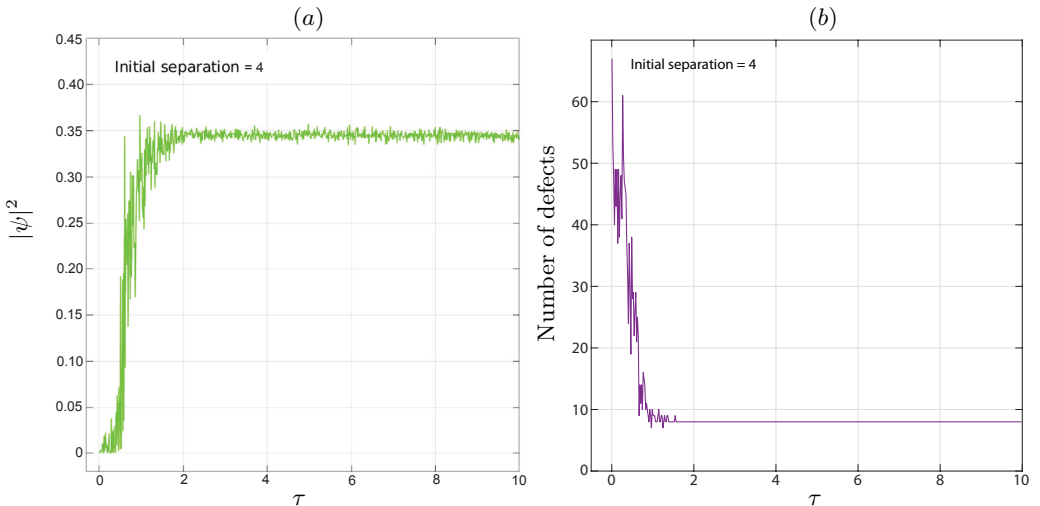 (a)
Initial separation = 4
0.45
0.40
0.35
0.30
0.25
0.20
0.15
0.10
0.05
0
|ψ|²
0 2 4 6 8 10
τ
(b)
Initial separation = 4
60
50
40
30
20
10
0
Number of defects
0 2 4 6 8 10
τ